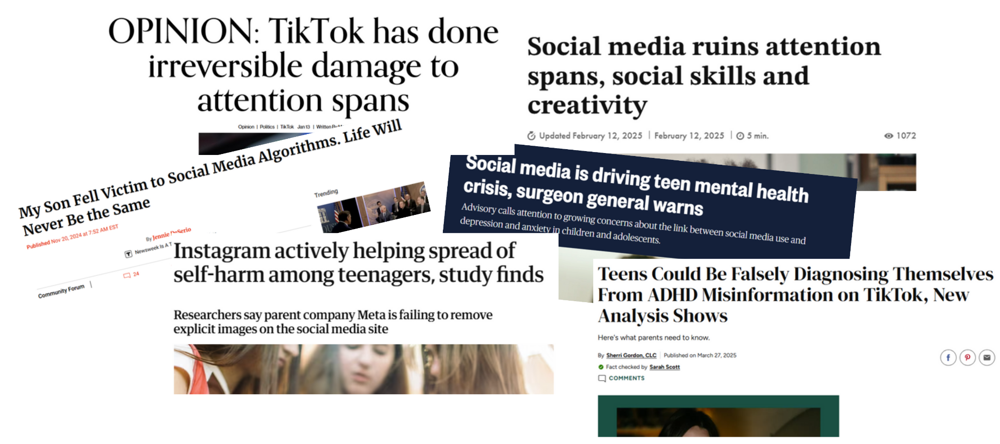 OPINION: TikTok has done
irreversible damage to
attention spans
Opinion | Politics | TikTok Jan 13 | Written
Social media ruins attention
spans, social skills and
creativity
Updated February 12, 2025 | February 12, 2025 | 5 min.
1072
My Son Fell Victim to Social Media Algorithms. Life Will
Never Be the Same
Published Nov 20, 2024 at 7:52 AM EST
By Jennie DeSerio
Newsweek Is A T
24
Community Forum |
Trending
Social media is driving teen mental health
crisis, surgeon general warns
Advisory calls attention to growing concerns about the link between social media use and
depression and anxiety in children and adolescents.
Instagram actively helping spread of
self-harm among teenagers, study finds
Researchers say parent company Meta is failing to remove
explicit images on the social media site
Teens Could Be Falsely Diagnosing Themselves
From ADHD Misinformation on TikTok, New
Analysis Shows
Here's what parents need to know.
By Sherri Gordon, CLC | Published on March 27, 2025
Fact checked by Sarah Scott
COMMENTS